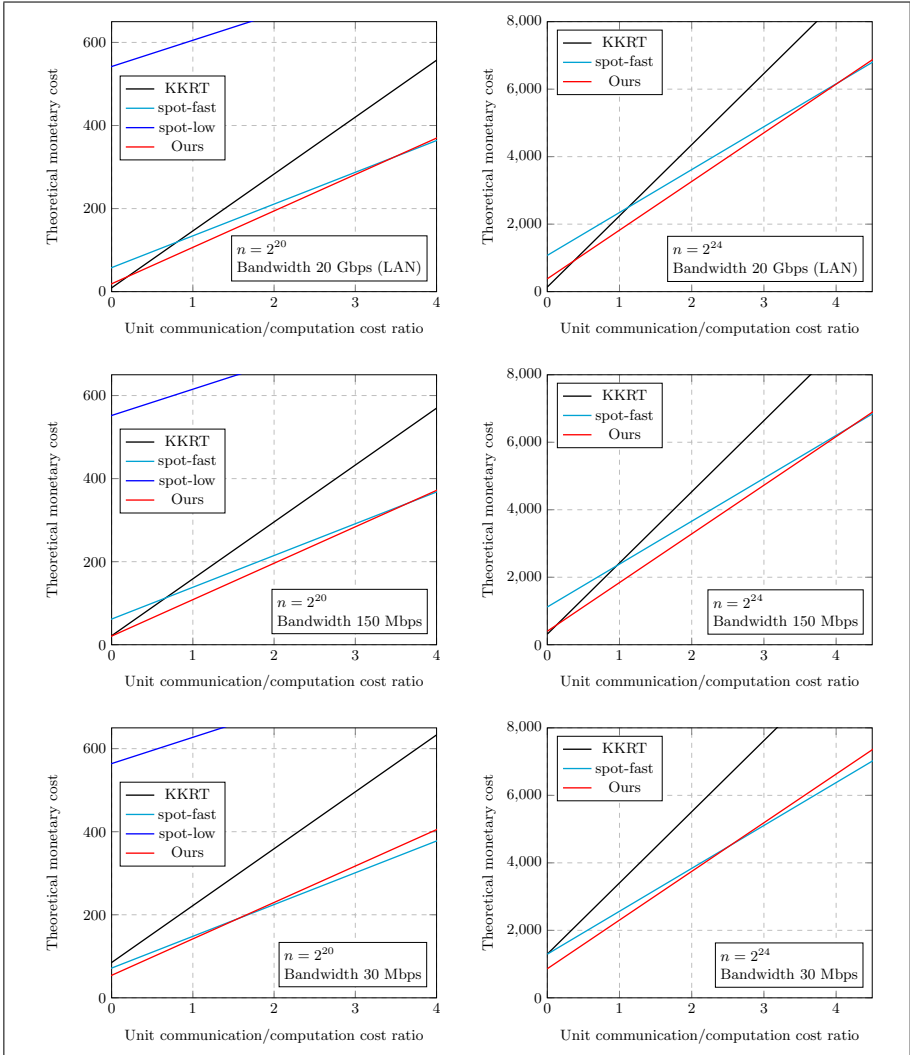 Theoretical monetary cost
600
400
200
0
KKRT
spot-fast
spot-low
Ours
n = 2^20
Bandwidth 20 Gbps (LAN)
0 1 2 3 4
Unit communication/computation cost ratio
Theoretical monetary cost
8,000
6,000
4,000
2,000
0
KKRT
spot-fast
Ours
n = 2^24
Bandwidth 20 Gbps (LAN)
0 1 2 3 4
Unit communication/computation cost ratio
Theoretical monetary cost
600
400
200
0
KKRT
spot-fast
spot-low
Ours
n = 2^20
Bandwidth 150 Mbps
0 1 2 3 4
Unit communication/computation cost ratio
Theoretical monetary cost
8,000
6,000
4,000
2,000
0
KKRT
spot-fast
Ours
n = 2^24
Bandwidth 150 Mbps
0 1 2 3 4
Unit communication/computation cost ratio
Theoretical monetary cost
600
400
200
0
KKRT
spot-fast
spot-low
Ours
n = 2^20
Bandwidth 30 Mbps
0 1 2 3 4
Unit communication/computation cost ratio
Theoretical monetary cost
8,000
6,000
4,000
2,000
0
KKRT
spot-fast
Ours
n = 2^24
Bandwidth 30 Mbps
0 1 2 3 4
Unit communication/computation cost ratio